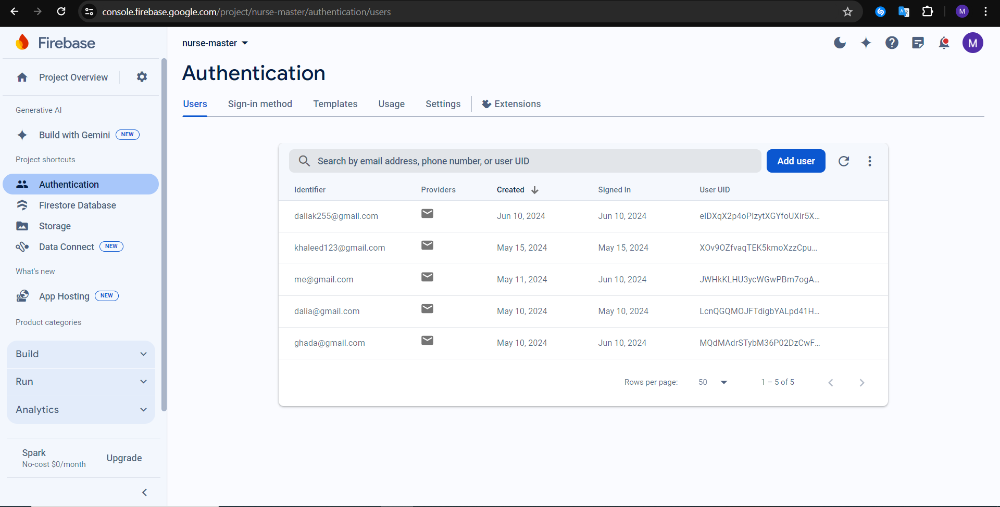 console.firebase.google.com/project/nurse-master/authentication/users
M
Firebase
nurse-master
M
Project Overview
Authentication
Generative AI
Users Sign-in method Templates Usage Settings Extensions
Build with Gemini NEW
Project shortcuts
Authentication
Firestore Database
Storage
Data Connect NEW
What's new
App Hosting NEW
Product categories
Build
Run
Analytics
Spark
No-cost $0/month
Upgrade
Search by email address, phone number, or user UID Add user
Identifier Providers Created Signed In User UID
daliak255@gmail.com Jun 10, 2024 Jun 10, 2024 eIDXqX2p4oPIzytXGYfoUXir5X...
khaleed123@gmail.com May 15, 2024 May 15, 2024 XOv9OZfvaqTEK5kmoXzzCpu...
me@gmail.com May 11, 2024 Jun 10, 2024 JWHkKLHU3ycWGwPBm7ogA...
dalia@gmail.com May 10, 2024 May 10, 2024 LcnQGQMOJFTdigbYALpd41H...
ghada@gmail.com May 10, 2024 Jun 10, 2024 MQdMAdrSTybM36P02DzCwF...
Rows per page: 50 1 – 5 of 5